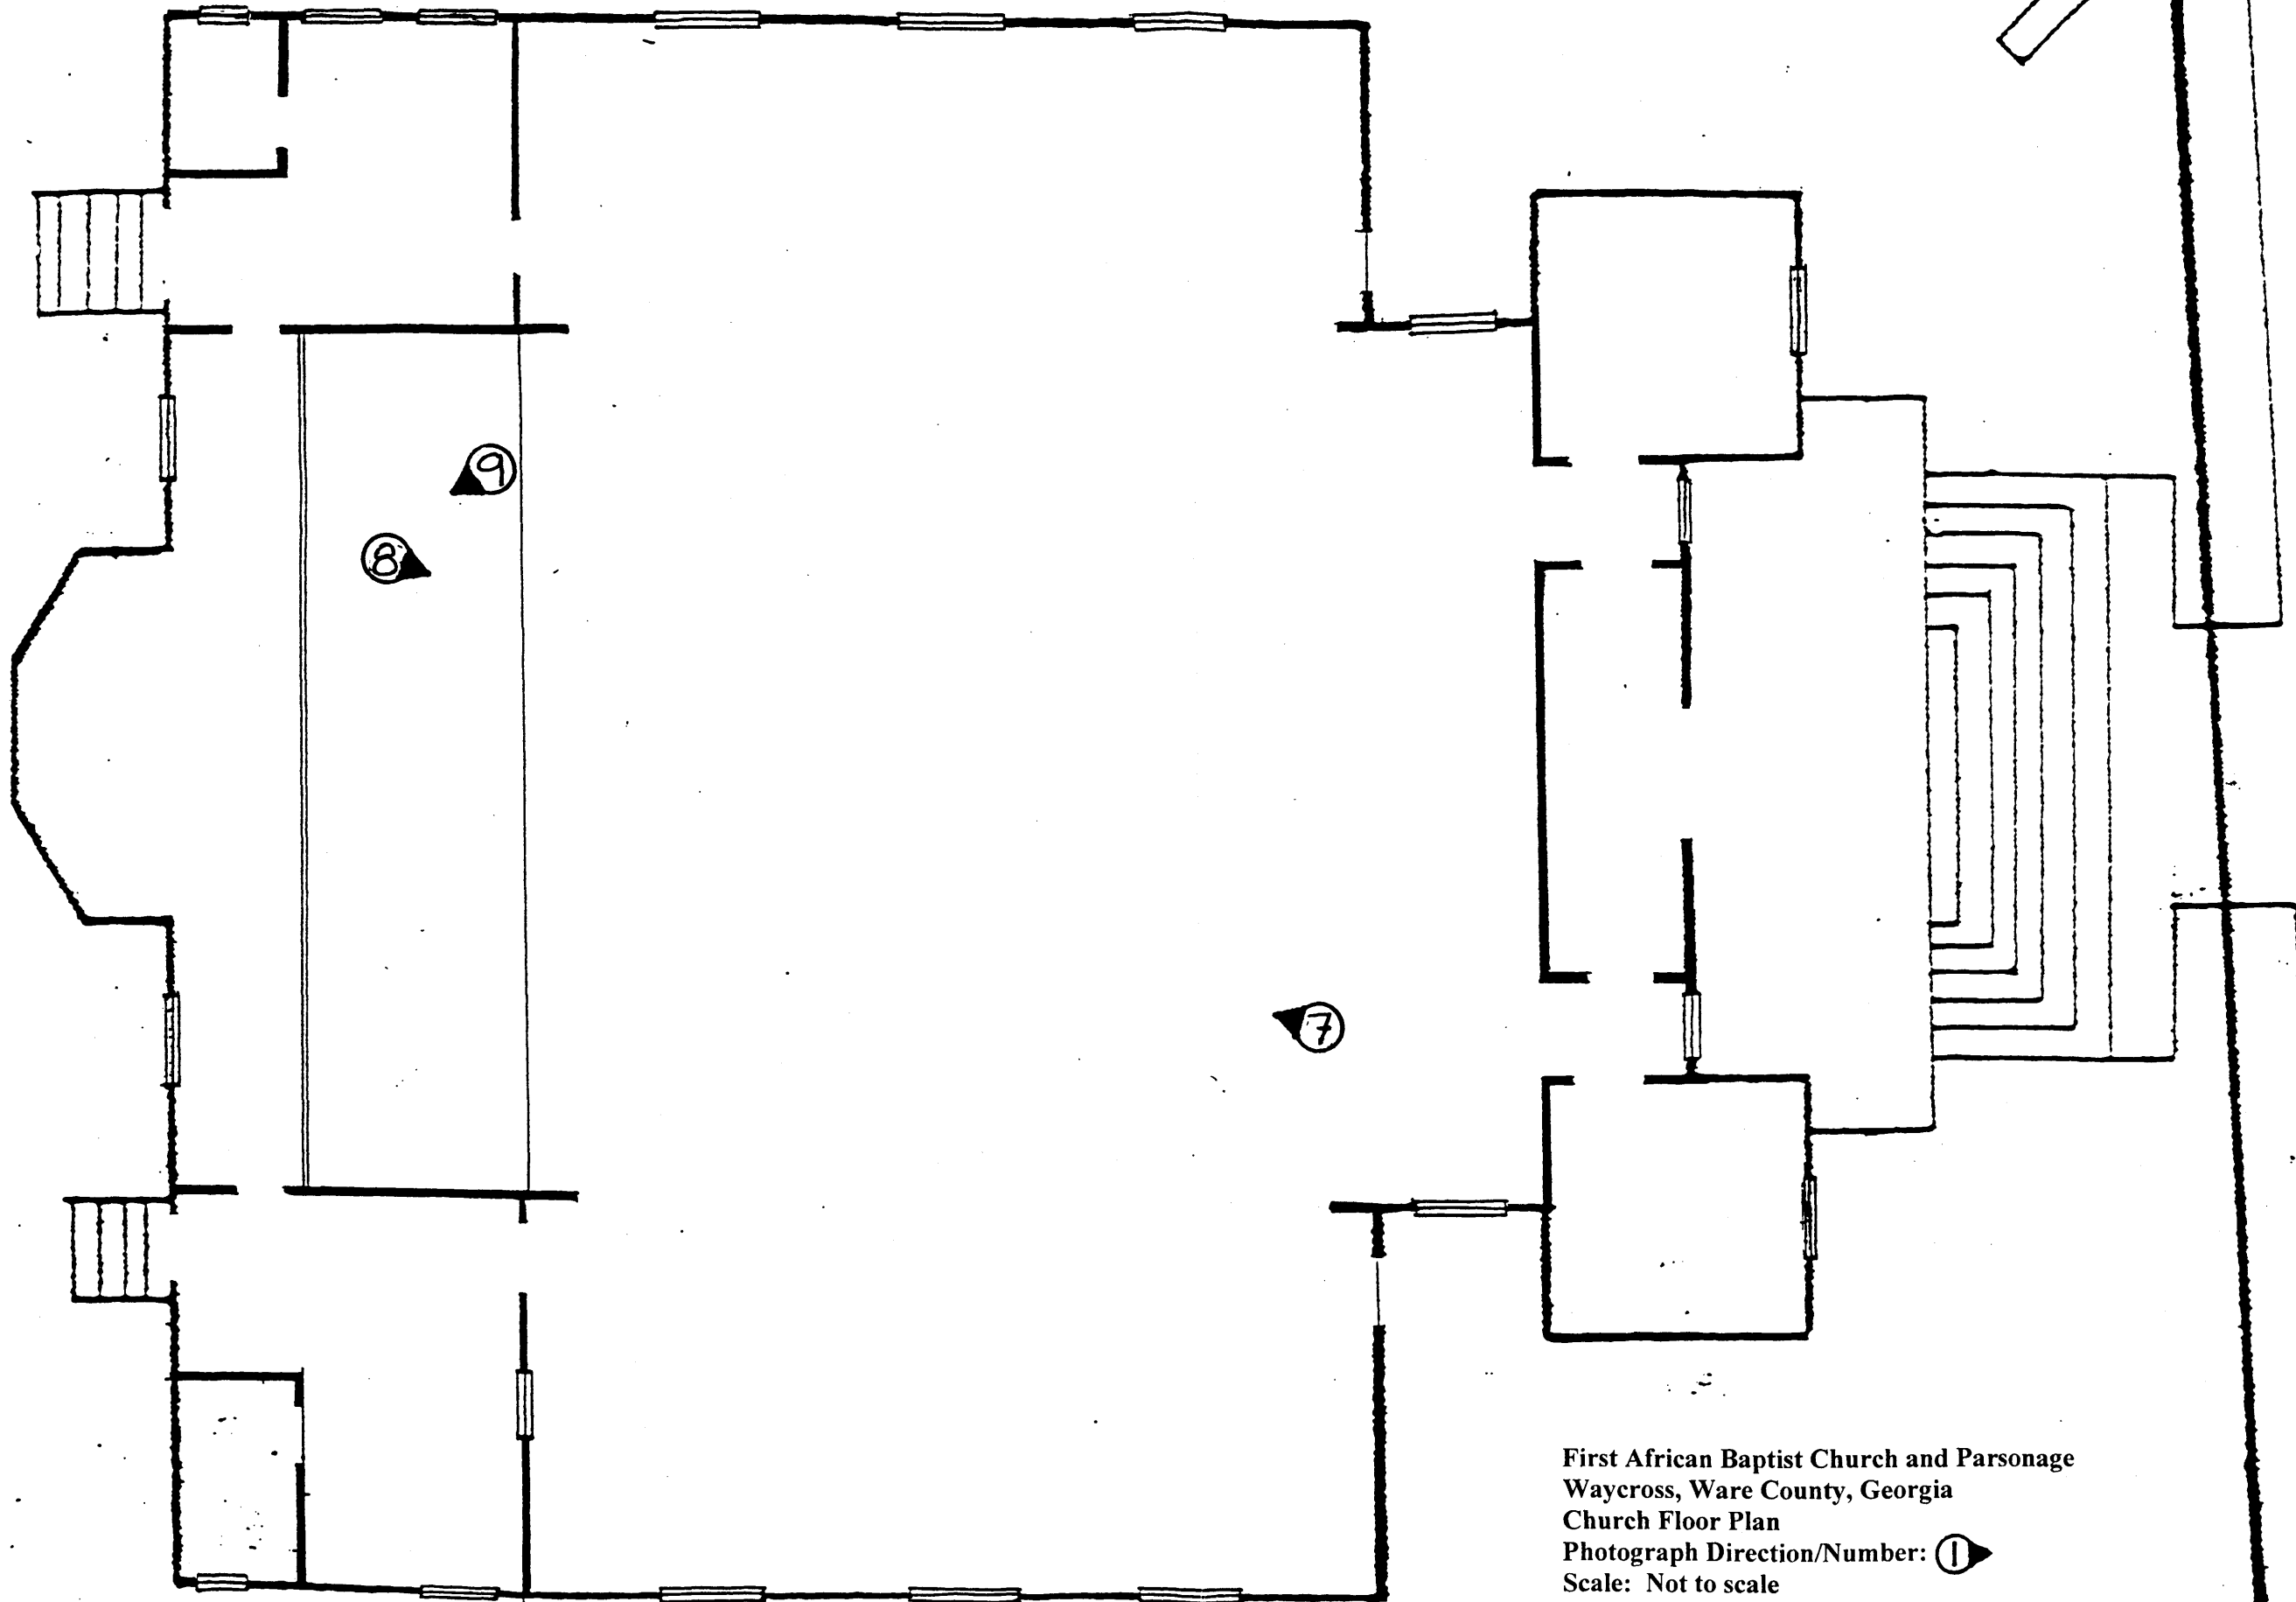 9
8
7
First African Baptist Church and Parsonage
Waycross, Ware County, Georgia
Church Floor Plan
Photograph Direction/Number: 1
Scale: Not to scale